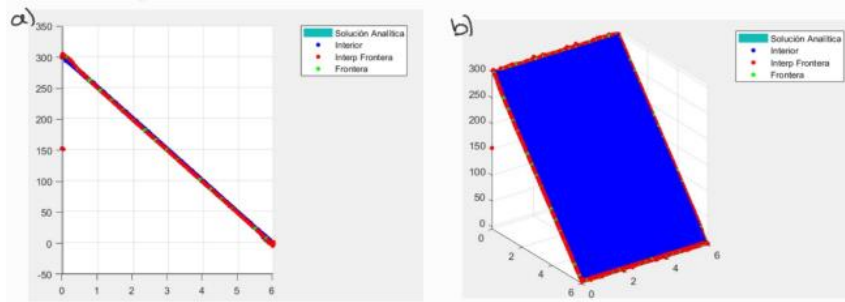 a)
350
300
250
200
150
100
50
0
-50
0 1 2 3 4 5 6
Solución Analítica
Interior
Interp Frontera
Frontera
b)
300
250
200
150
100
50
0
0
2
4
6
0
2
4
6
Solución Analítica
Interior
Interp Frontera
Frontera